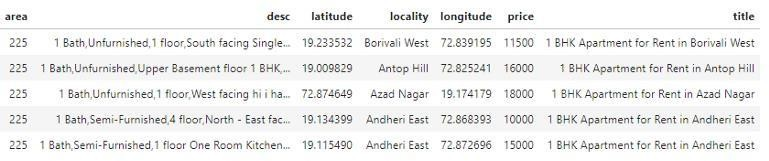 area desc latitude locality longitude price title
225 1 Bath,Unfurnished,1 floor,South facing Single... 19.233532 Borivali West 72.839195 11500 1 BHK Apartment for Rent in Borivali West
225 1 Bath,Unfurnished,Upper Basement floor 1 BHK,... 19.009829 Antop Hill 72.825241 16000 1 BHK Apartment for Rent in Antop Hill
225 1 Bath,Unfurnished,1 floor,West facing hi i ha... 72.874649 Azad Nagar 19.174179 18000 1 BHK Apartment for Rent in Azad Nagar
225 1 Bath,Semi-Furnished,4 floor,North - East fac... 19.134399 Andheri East 72.868393 10000 1 BHK Apartment for Rent in Andheri East
225 1 Bath,Semi-Furnished,1 floor One Room Kitchen... 19.115490 Andheri East 72.872696 15000 1 BHK Apartment for Rent in Andheri East